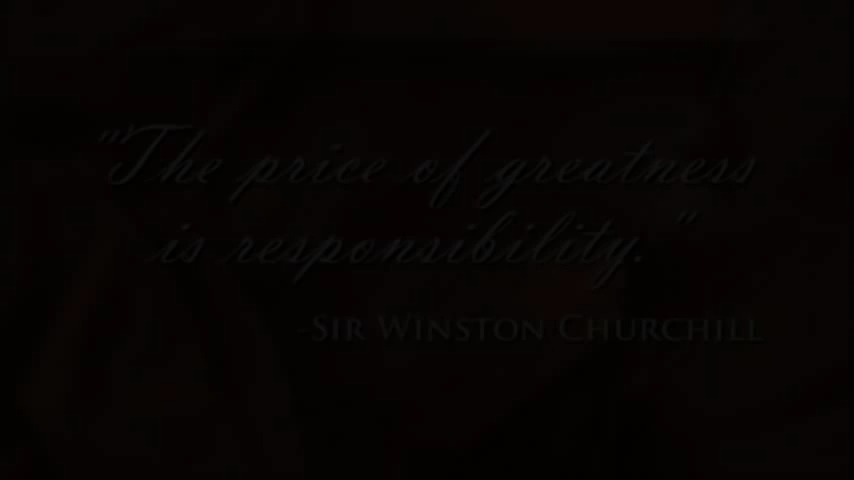 "The price of greatness
is responsibility."
-Sir Winston Churchill